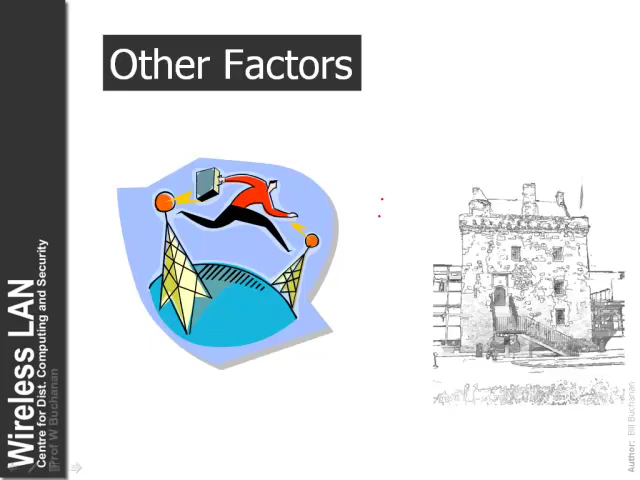 Other Factors
Wireless LAN
Centre for Dist. Computing and Security
Prof W Buchanan
Author: Bill Buchanan